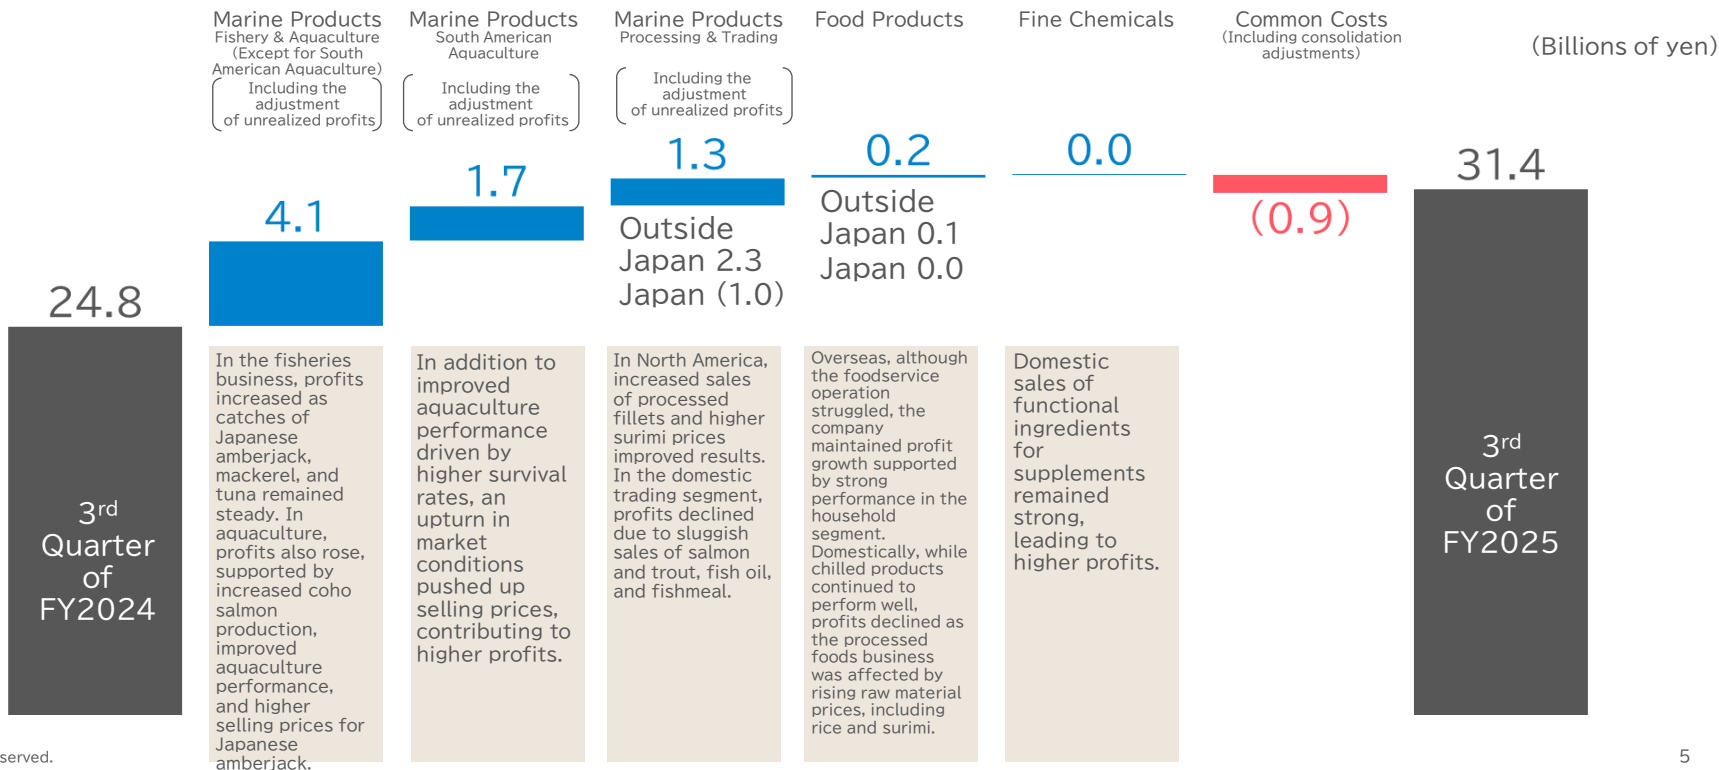 Marine Products
Fishery & Aquaculture
(Except for South
American Aquaculture)
Including the
adjustment
of unrealized profits
Marine Products
South American
Aquaculture
Including the
adjustment
of unrealized profits
Marine Products
Processing & Trading
Including the
adjustment
of unrealized profits
Food Products
Fine Chemicals
Common Costs
(Including consolidation
adjustments)
(Billions of yen)
24.8
3rd
Quarter
of
FY2024
4.1
1.7
1.3
Outside
Japan 2.3
Japan (1.0)
0.2
Outside
Japan 0.1
Japan 0.0
0.0
(0.9)
31.4
3rd
Quarter
of
FY2025
In the fisheries
business, profits
increased as
catches of
Japanese
amberjack,
mackerel, and
tuna remained
steady. In
aquaculture,
profits also rose,
supported by
increased coho
salmon
production,
improved
aquaculture
performance,
and higher
selling prices for
Japanese
amberjack.
In addition to
improved
aquaculture
performance
driven by
higher survival
rates, an
upturn in
market
conditions
pushed up
selling prices,
contributing to
higher profits.
In North America,
increased sales
of processed
fillets and higher
surimi prices
improved results.
In the domestic
trading segment,
profits declined
due to sluggish
sales of salmon
and trout, fish oil,
and fishmeal.
Overseas, although
the foodservice
operation
struggled, the
company
maintained profit
growth supported
by strong
performance in the
household
segment.
Domestically, while
chilled products
continued to
perform well,
profits declined as
the processed
foods business
was affected by
rising raw material
prices, including
rice and surimi.
Domestic
sales of
functional
ingredients
for
supplements
remained
strong,
leading to
higher profits.
served.
5